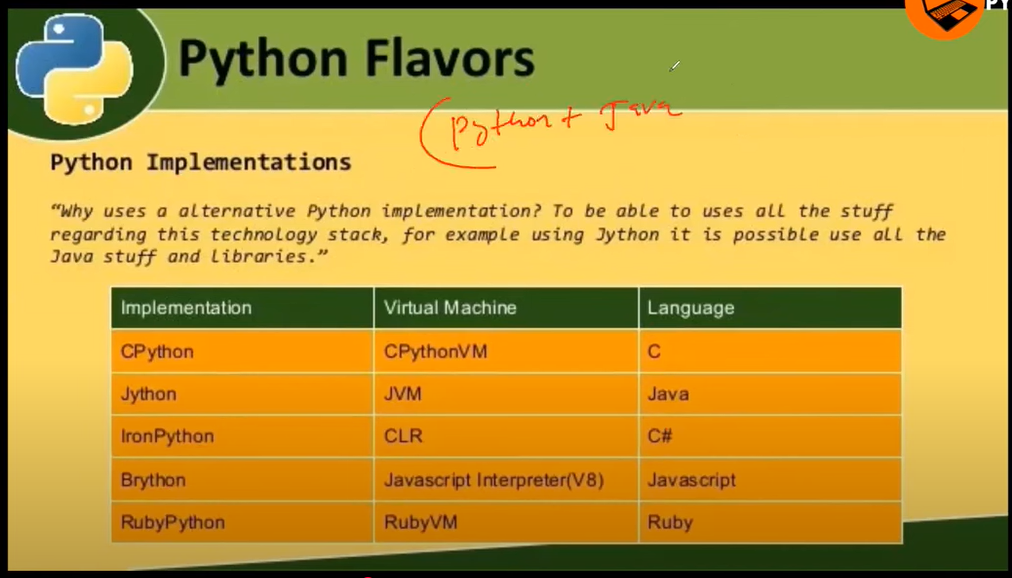 PY
Python Flavors
(Python + Java
Python Implementations
“Why uses a alternative Python implementation? To be able to uses all the stuff
regarding this technology stack, for example using Jython it is possible use all the
Java stuff and libraries.”
Implementation Virtual Machine Language
CPython CPythonVM C
Jython JVM Java
IronPython CLR C#
Brython Javascript Interpreter(V8) Javascript
RubyPython RubyVM Ruby